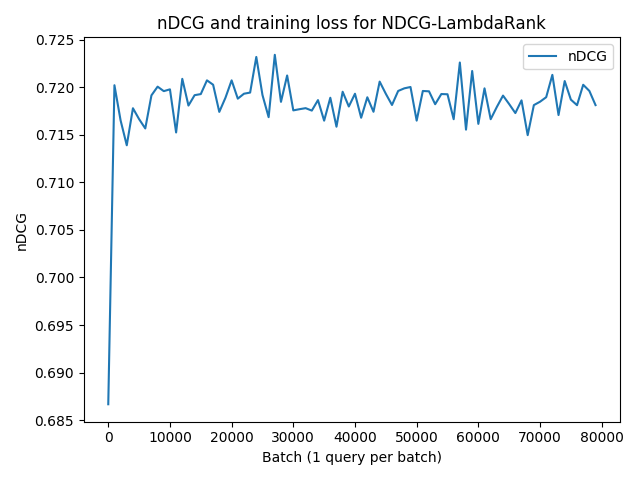 nDCG and training loss for NDCG-LambdaRank
0.725
0.720
0.715
0.710
0.705
0.700
0.695
0.690
0.685
nDCG
nDCG
0 10000 20000 30000 40000 50000 60000 70000 80000
Batch (1 query per batch)